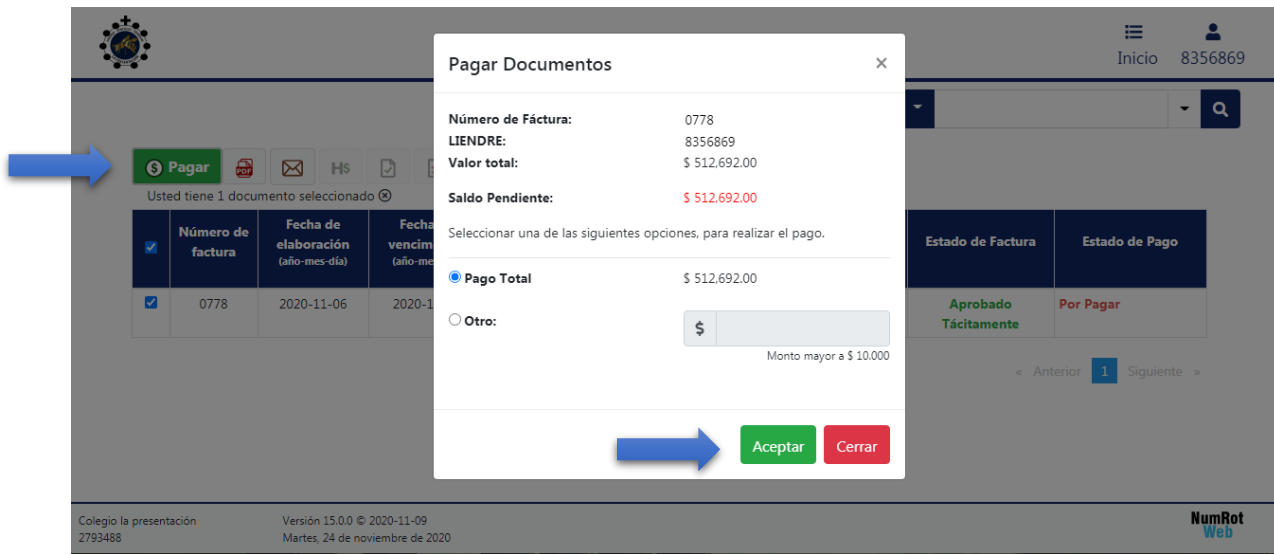 Inicio 8356869
Pagar Documentos ×
Número de Fáctura: 0778
LIENDRE: 8356869
Valor total: $ 512,692.00
Saldo Pendiente: $ 512,692.00
Seleccionar una de las siguientes opciones, para realizar el pago.
Pago Total $ 512,692.00
Otro: $
Monto mayor a $ 10.000
Aceptar Cerrar
Pagar PDF H$
Usted tiene 1 documento seleccionado
Número de factura
Fecha de elaboración (año-mes-día)
Fecha
Estado de Factura
Estado de Pago
0778 2020-11-06 Aprobado Tácitamente Por Pagar
« Anterior 1 Siguiente »
Colegio la presentación
2793488
Versión 15.0.0 © 2020-11-09
Martes, 24 de noviembre de 2020
NumRot
Web